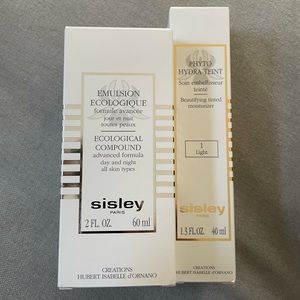 EMULSION
ECOLOGIQUE
formule avancée
jour et nuit
toutes peaux
ECOLOGICAL
COMPOUND
advanced formula
day and night
all skin types
sisley
PARIS
2 FL. OZ. 60 ml
CREATIONS
HUBERT ISABELLE d'ORNANO
PHYTO
HYDRA TEINT
Soin embellisseur
teinté
Beautifying tinted
moisturizer
1
Light
sisley
PARIS
1.3 FL.OZ. 40 ml
CREATIONS
HUBERT ISABELLE d'ORNANO